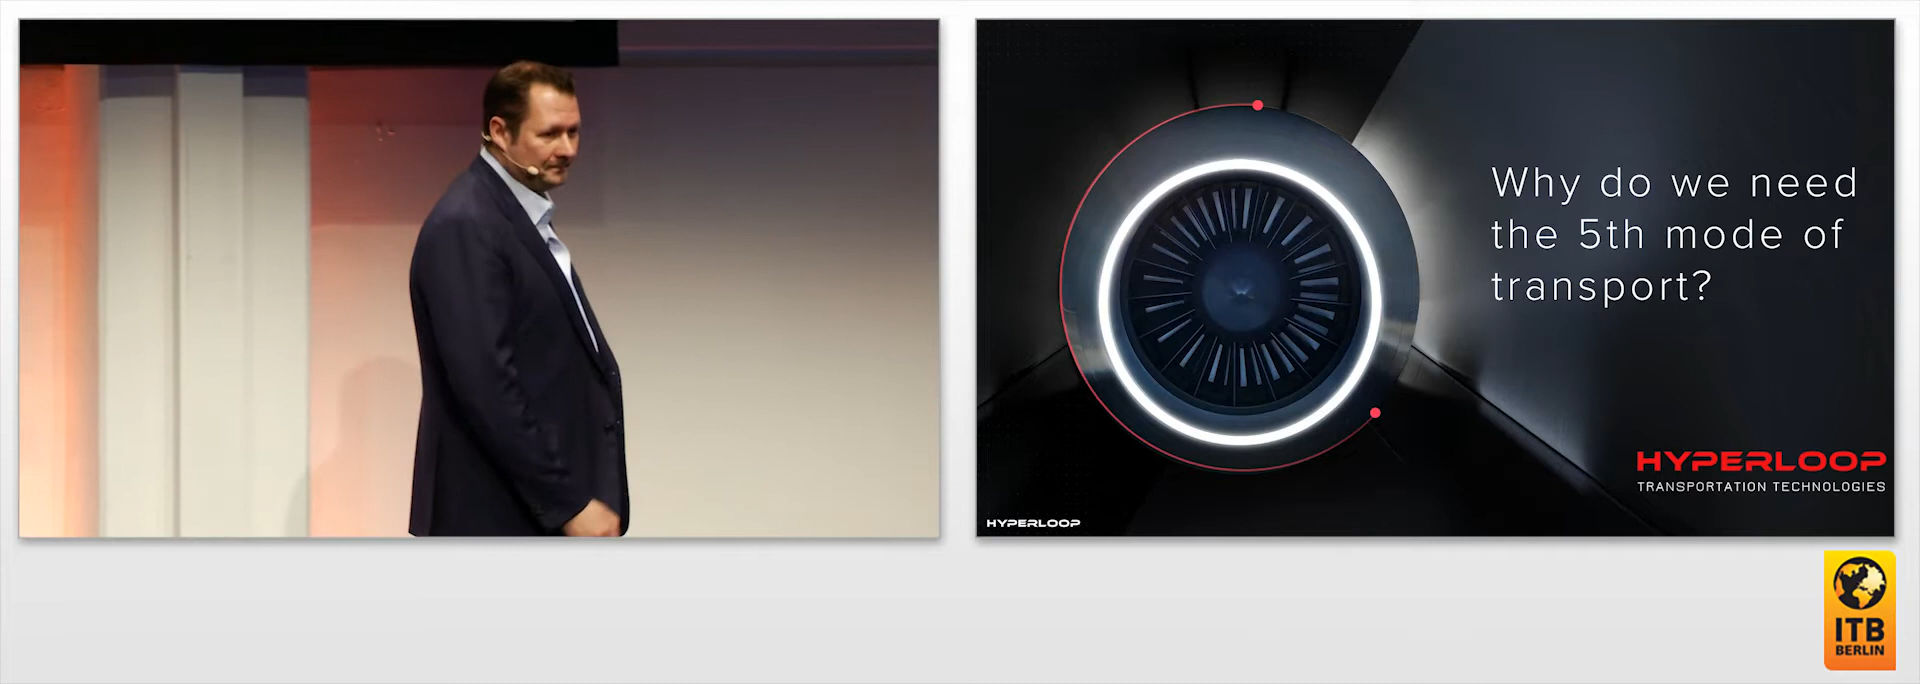 Why do we need
the 5th mode of
transport?
HYPERLOOP
TRANSPORTATION TECHNOLOGIES
HYPERLOOP
ITB
BERLIN